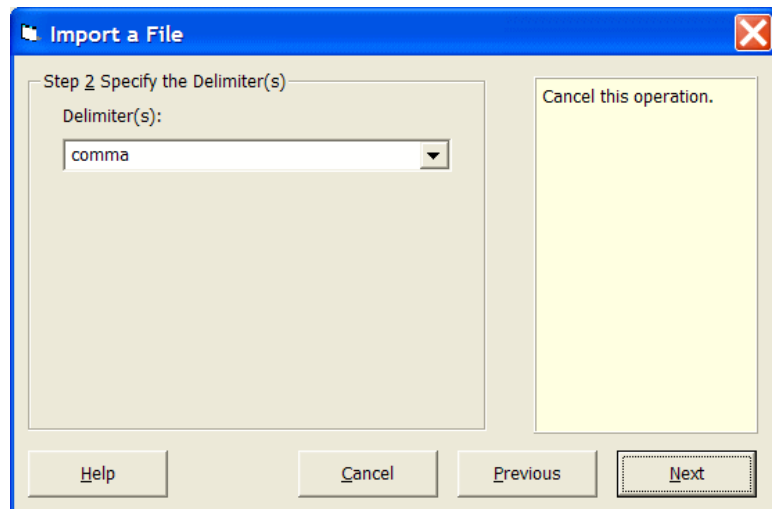 Import a File
Step 2 Specify the Delimiter(s)
Delimiter(s):
comma
Cancel this operation.
Help
Cancel
Previous
Next